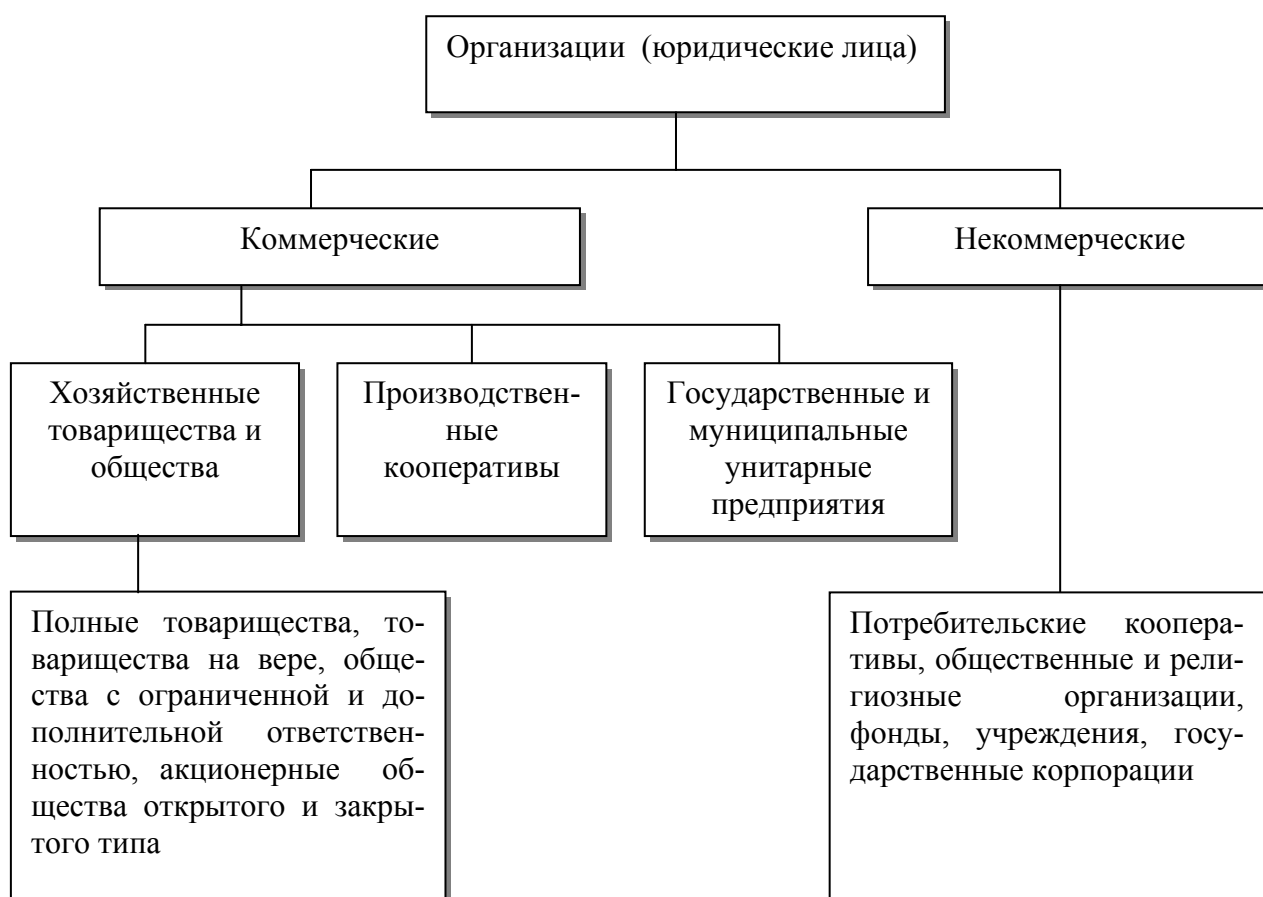 Организации  (юридические лица)
Коммерческие
Некоммерческие
Хозяйственные
товарищества и
общества
Производствен-
ные
кооперативы
Государственные и
муниципальные
унитарные
предприятия
Полные товарищества, то-
варищества на вере, обще-
ства с ограниченной и до-
полнительной ответствен-
ностью, акционерные об-
щества открытого и закры-
того типа
Потребительские коопера-
тивы, общественные и рели-
гиозные организации,
фонды, учреждения, госу-
дарственные корпорации